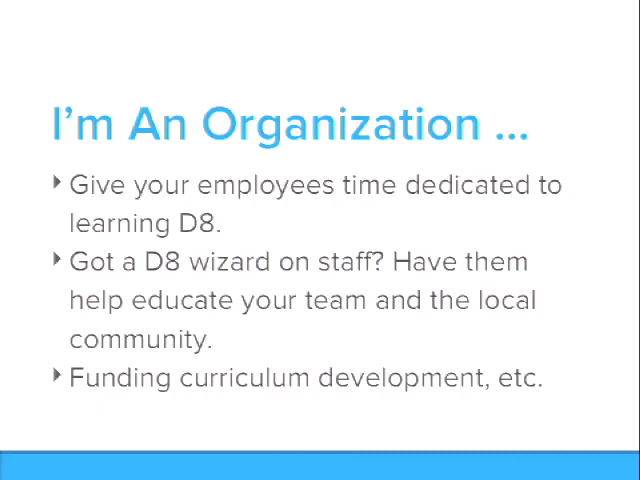 I'm An Organization ...
Give your employees time dedicated to
learning D8.
Got a D8 wizard on staff? Have them
help educate your team and the local
community.
Funding curriculum development, etc.